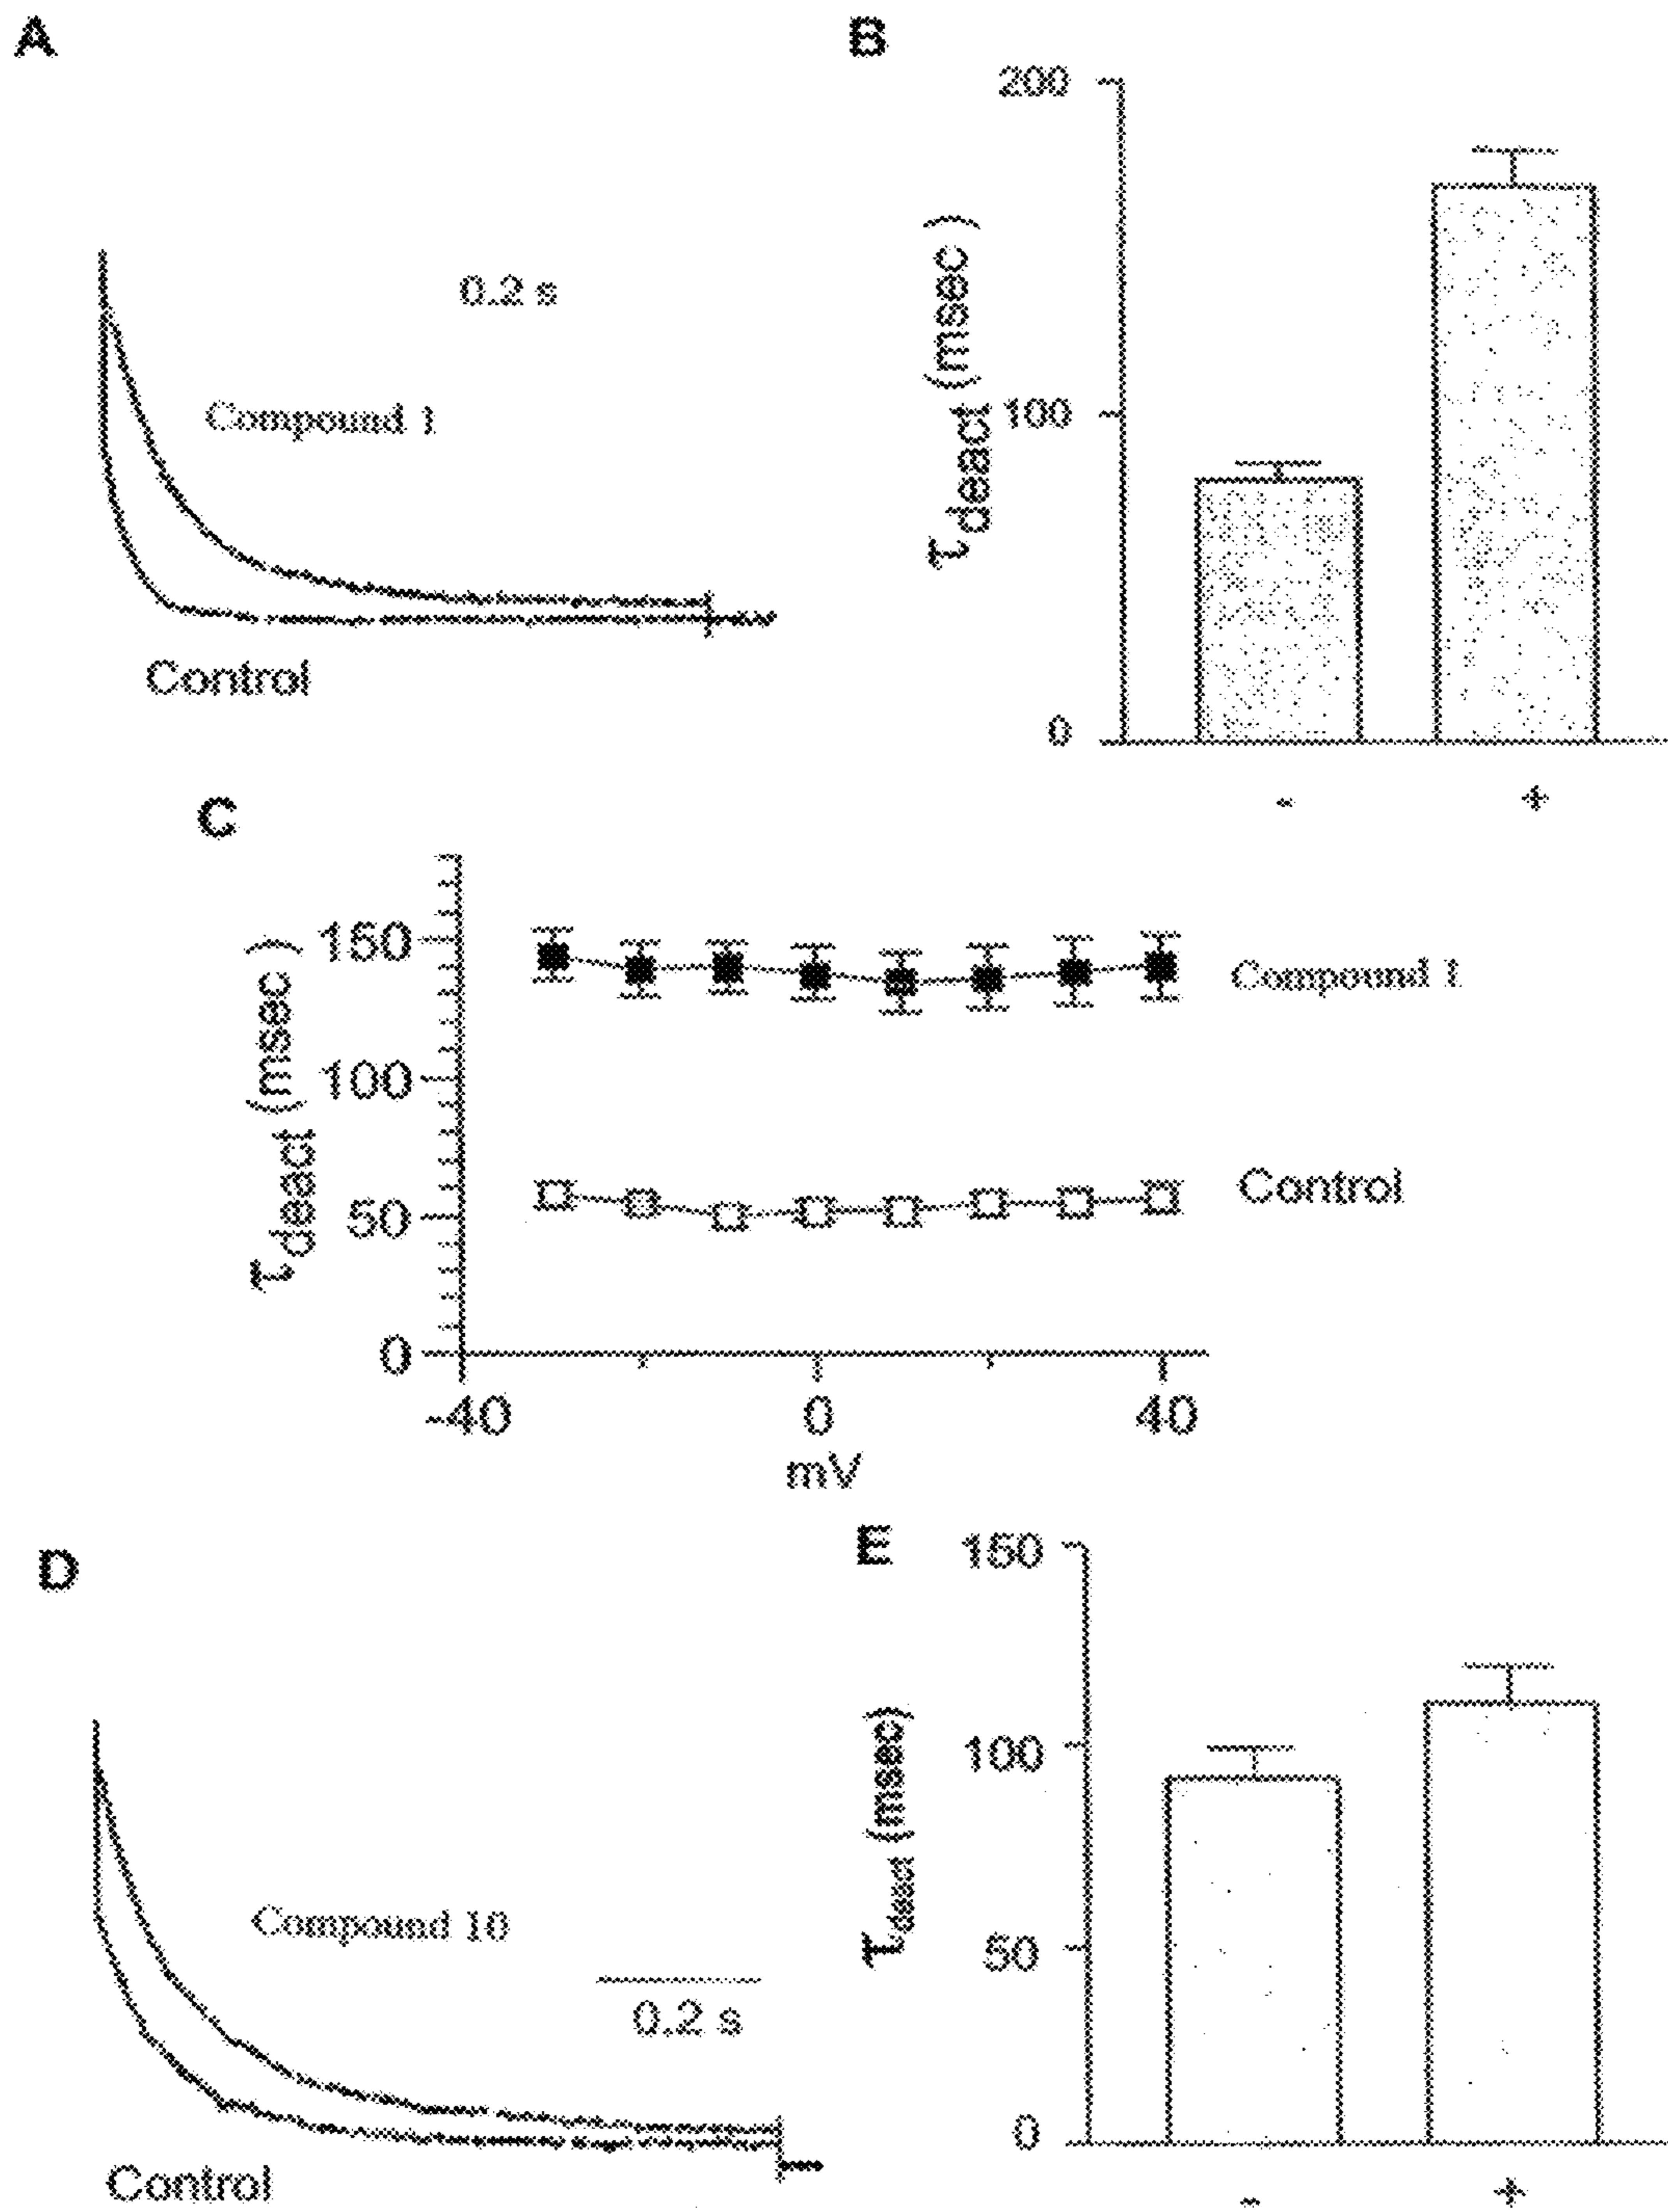 A
0.2 s
Compound 1
Control
B
200
100
0
τdeact (msec)
-
+
C
150
100
50
0
τdeact (msec)
Compound 1
Control
-40
0
40
mV
D
Compound 10
0.2 s
Control
E
150
100
50
0
τdeact (msec)
-
+